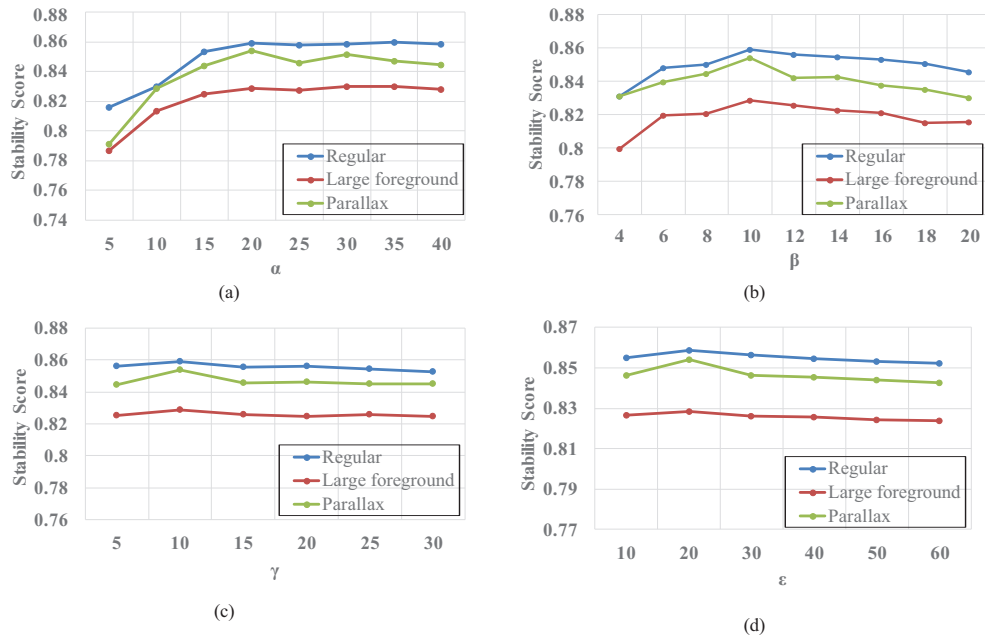 0.88
0.86
0.84
0.82
0.8
0.78
0.76
0.74
Stability Score
5 10 15 20 25 30 35 40
α
Regular
Large foreground
Parallax
(a)
0.88
0.86
0.84
0.82
0.8
0.78
0.76
Stability Socre
4 6 8 10 12 14 16 18 20
β
Regular
Large foreground
Parallax
(b)
0.88
0.86
0.84
0.82
0.8
0.78
0.76
Stability Score
5 10 15 20 25 30
γ
Regular
Large foreground
Parallax
(c)
0.87
0.85
0.83
0.81
0.79
0.77
Stability Score
10 20 30 40 50 60
ε
Regular
Large foreground
Parallax
(d)